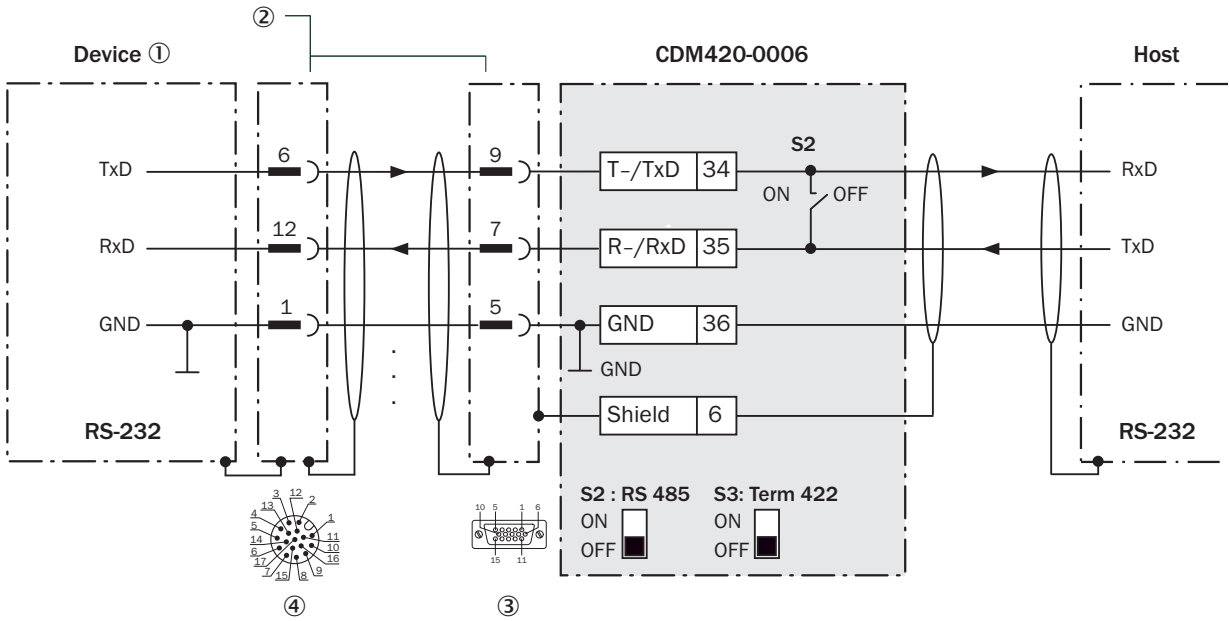 ②
Device ① CDM420-0006 Host
S2
TxD 6 9 T-/TxD 34 RxD
ON OFF
RxD 12 7 R-/RxD 35 TxD
GND 1 5 GND 36 GND
GND
Shield 6
RS-232 RS-232
S2 : RS 485 S3: Term 422
ON ON
OFF OFF
3 12 2
13
4 1
5 11
14 10
6 16
17 9
7 15 8
10 5 1 6
15 11
④ ③